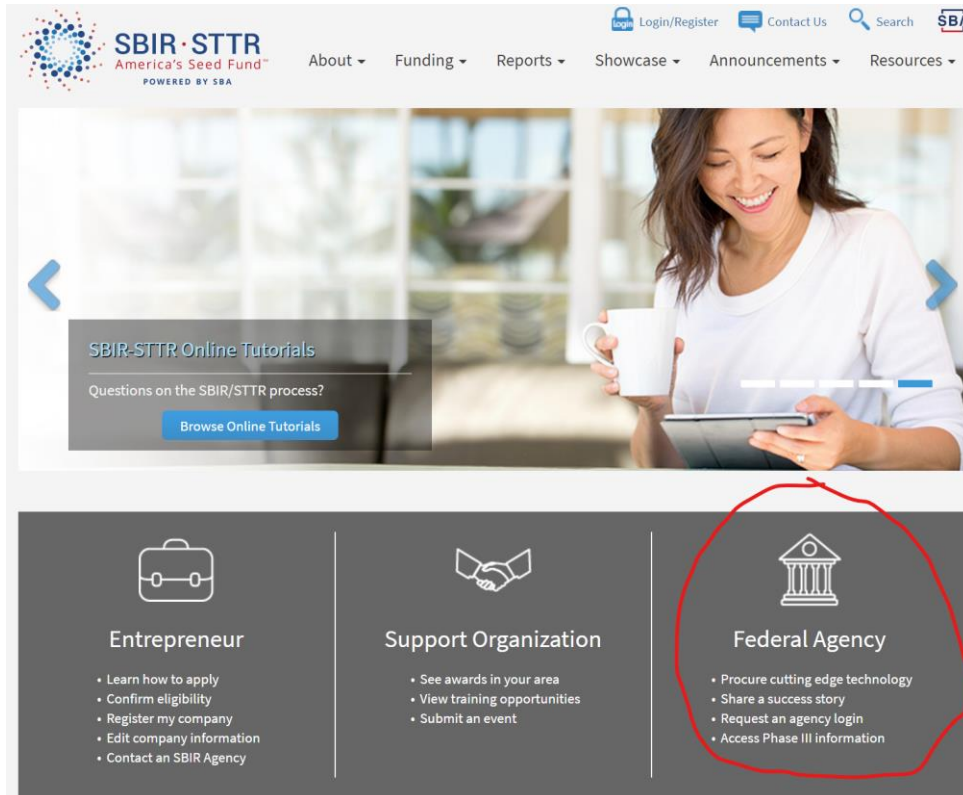 Login
Login/Register
Contact Us
Search
SBA
SBIR·STTR
America's Seed Fund™
POWERED BY SBA
About
Funding
Reports
Showcase
Announcements
Resources
SBIR-STTR Online Tutorials
Questions on the SBIR/STTR process?
Browse Online Tutorials
Entrepreneur
• Learn how to apply
• Confirm eligibility
• Register my company
• Edit company information
• Contact an SBIR Agency
Support Organization
• See awards in your area
• View training opportunities
• Submit an event
Federal Agency
• Procure cutting edge technology
• Share a success story
• Request an agency login
• Access Phase III information